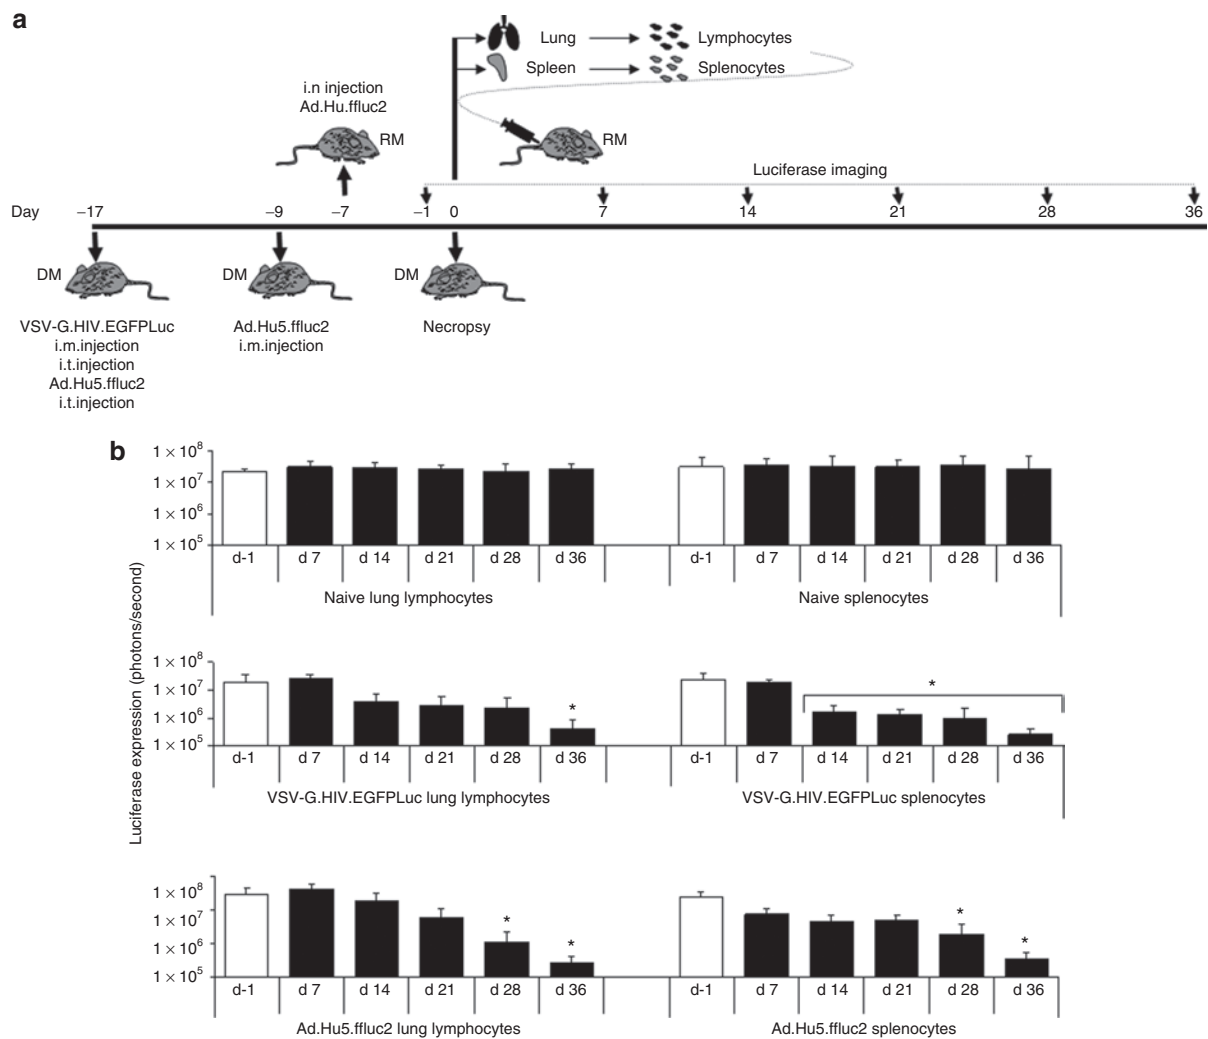 a
Lung
Lymphocytes
Spleen
Splenocytes
i.n injection
Ad.Hu.ffluc2
RM
RM
Luciferase imaging
Day
−17
−9
−7
−1
0
7
14
21
28
36
DM
DM
DM
VSV-G.HIV.EGFPLuc
i.m.injection
i.t.injection
Ad.Hu5.ffluc2
i.t.injection
Ad.Hu5.ffluc2
i.m.injection
Necropsy
b
Luciferase expression (photons/second)
1 × 10⁸
1 × 10⁷
1 × 10⁶
1 × 10⁵
d-1 d 7 d 14 d 21 d 28 d 36
Naive lung lymphocytes
d-1 d 7 d 14 d 21 d 28 d 36
Naive splenocytes
1 × 10⁸
1 × 10⁷
1 × 10⁶
1 × 10⁵
*
d-1 d 7 d 14 d 21 d 28 d 36
VSV-G.HIV.EGFPLuc lung lymphocytes
*
d-1 d 7 d 14 d 21 d 28 d 36
VSV-G.HIV.EGFPLuc splenocytes
1 × 10⁸
1 × 10⁷
1 × 10⁶
1 × 10⁵
*
*
d-1 d 7 d 14 d 21 d 28 d 36
Ad.Hu5.ffluc2 lung lymphocytes
*
*
d-1 d 7 d 14 d 21 d 28 d 36
Ad.Hu5.ffluc2 splenocytes